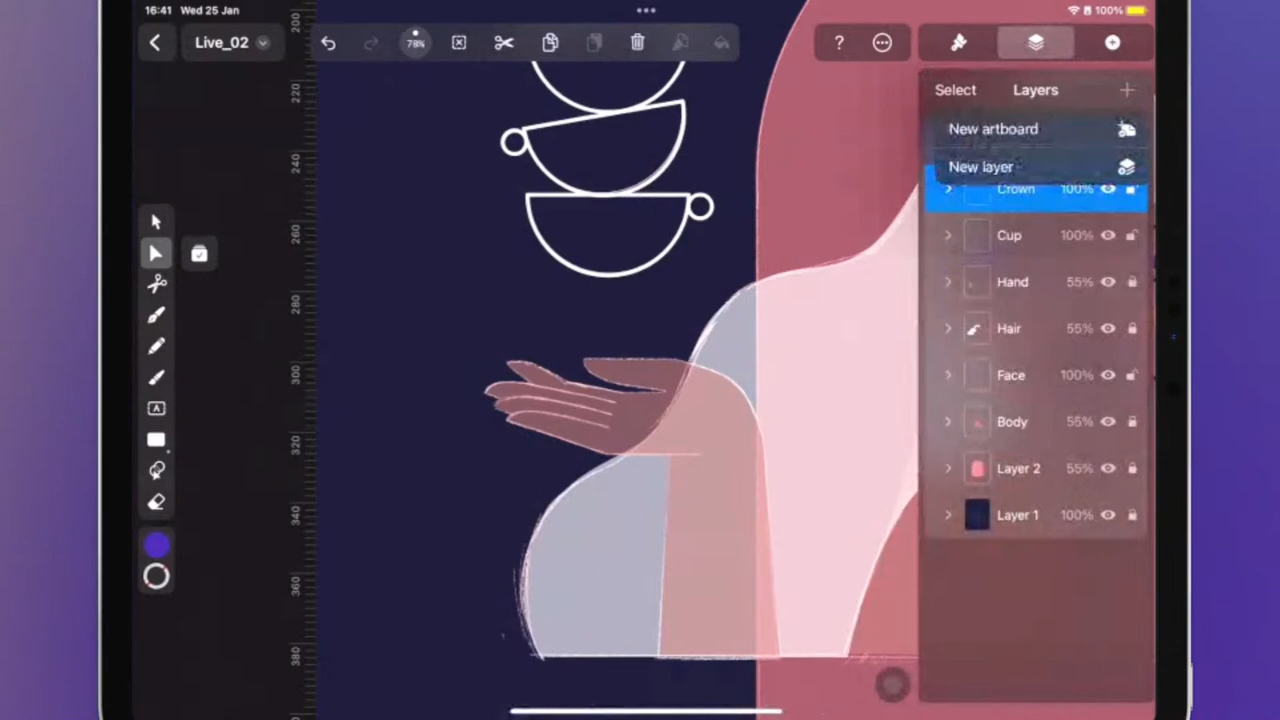 16:41 Wed 25 Jan
100%
Live_02
78%
?
Select Layers +
New artboard
New layer
Crown 100%
Cup 100%
Hand 55%
Hair 55%
Face 100%
Body 55%
Layer 2 55%
Layer 1 100%
A
200
220
240
260
280
300
320
340
360
380